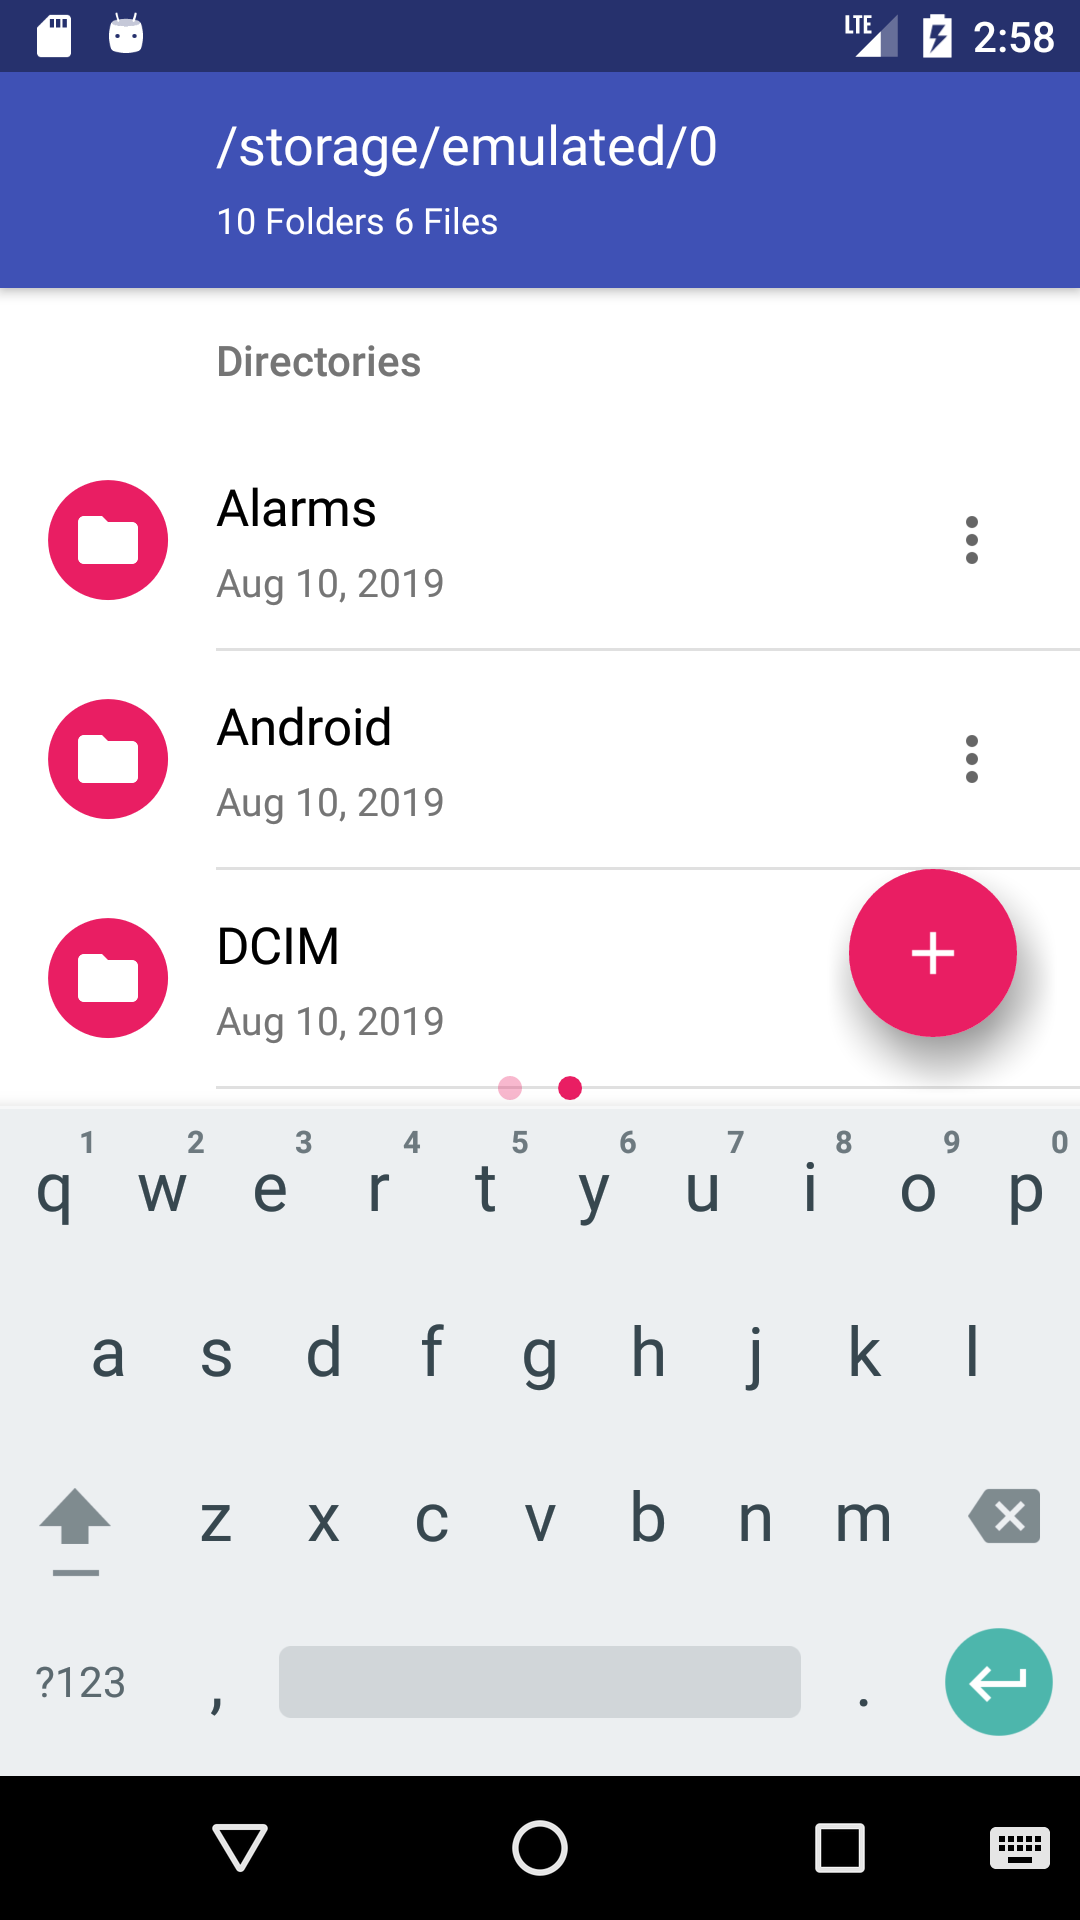 LTE 2:58
/storage/emulated/0
10 Folders 6 Files
Directories
Alarms
Aug 10, 2019
Android
Aug 10, 2019
DCIM
Aug 10, 2019
1 2 3 4 5 6 7 8 9 0
q w e r t y u i o p
a s d f g h j k l
z x c v b n m
?123 , .